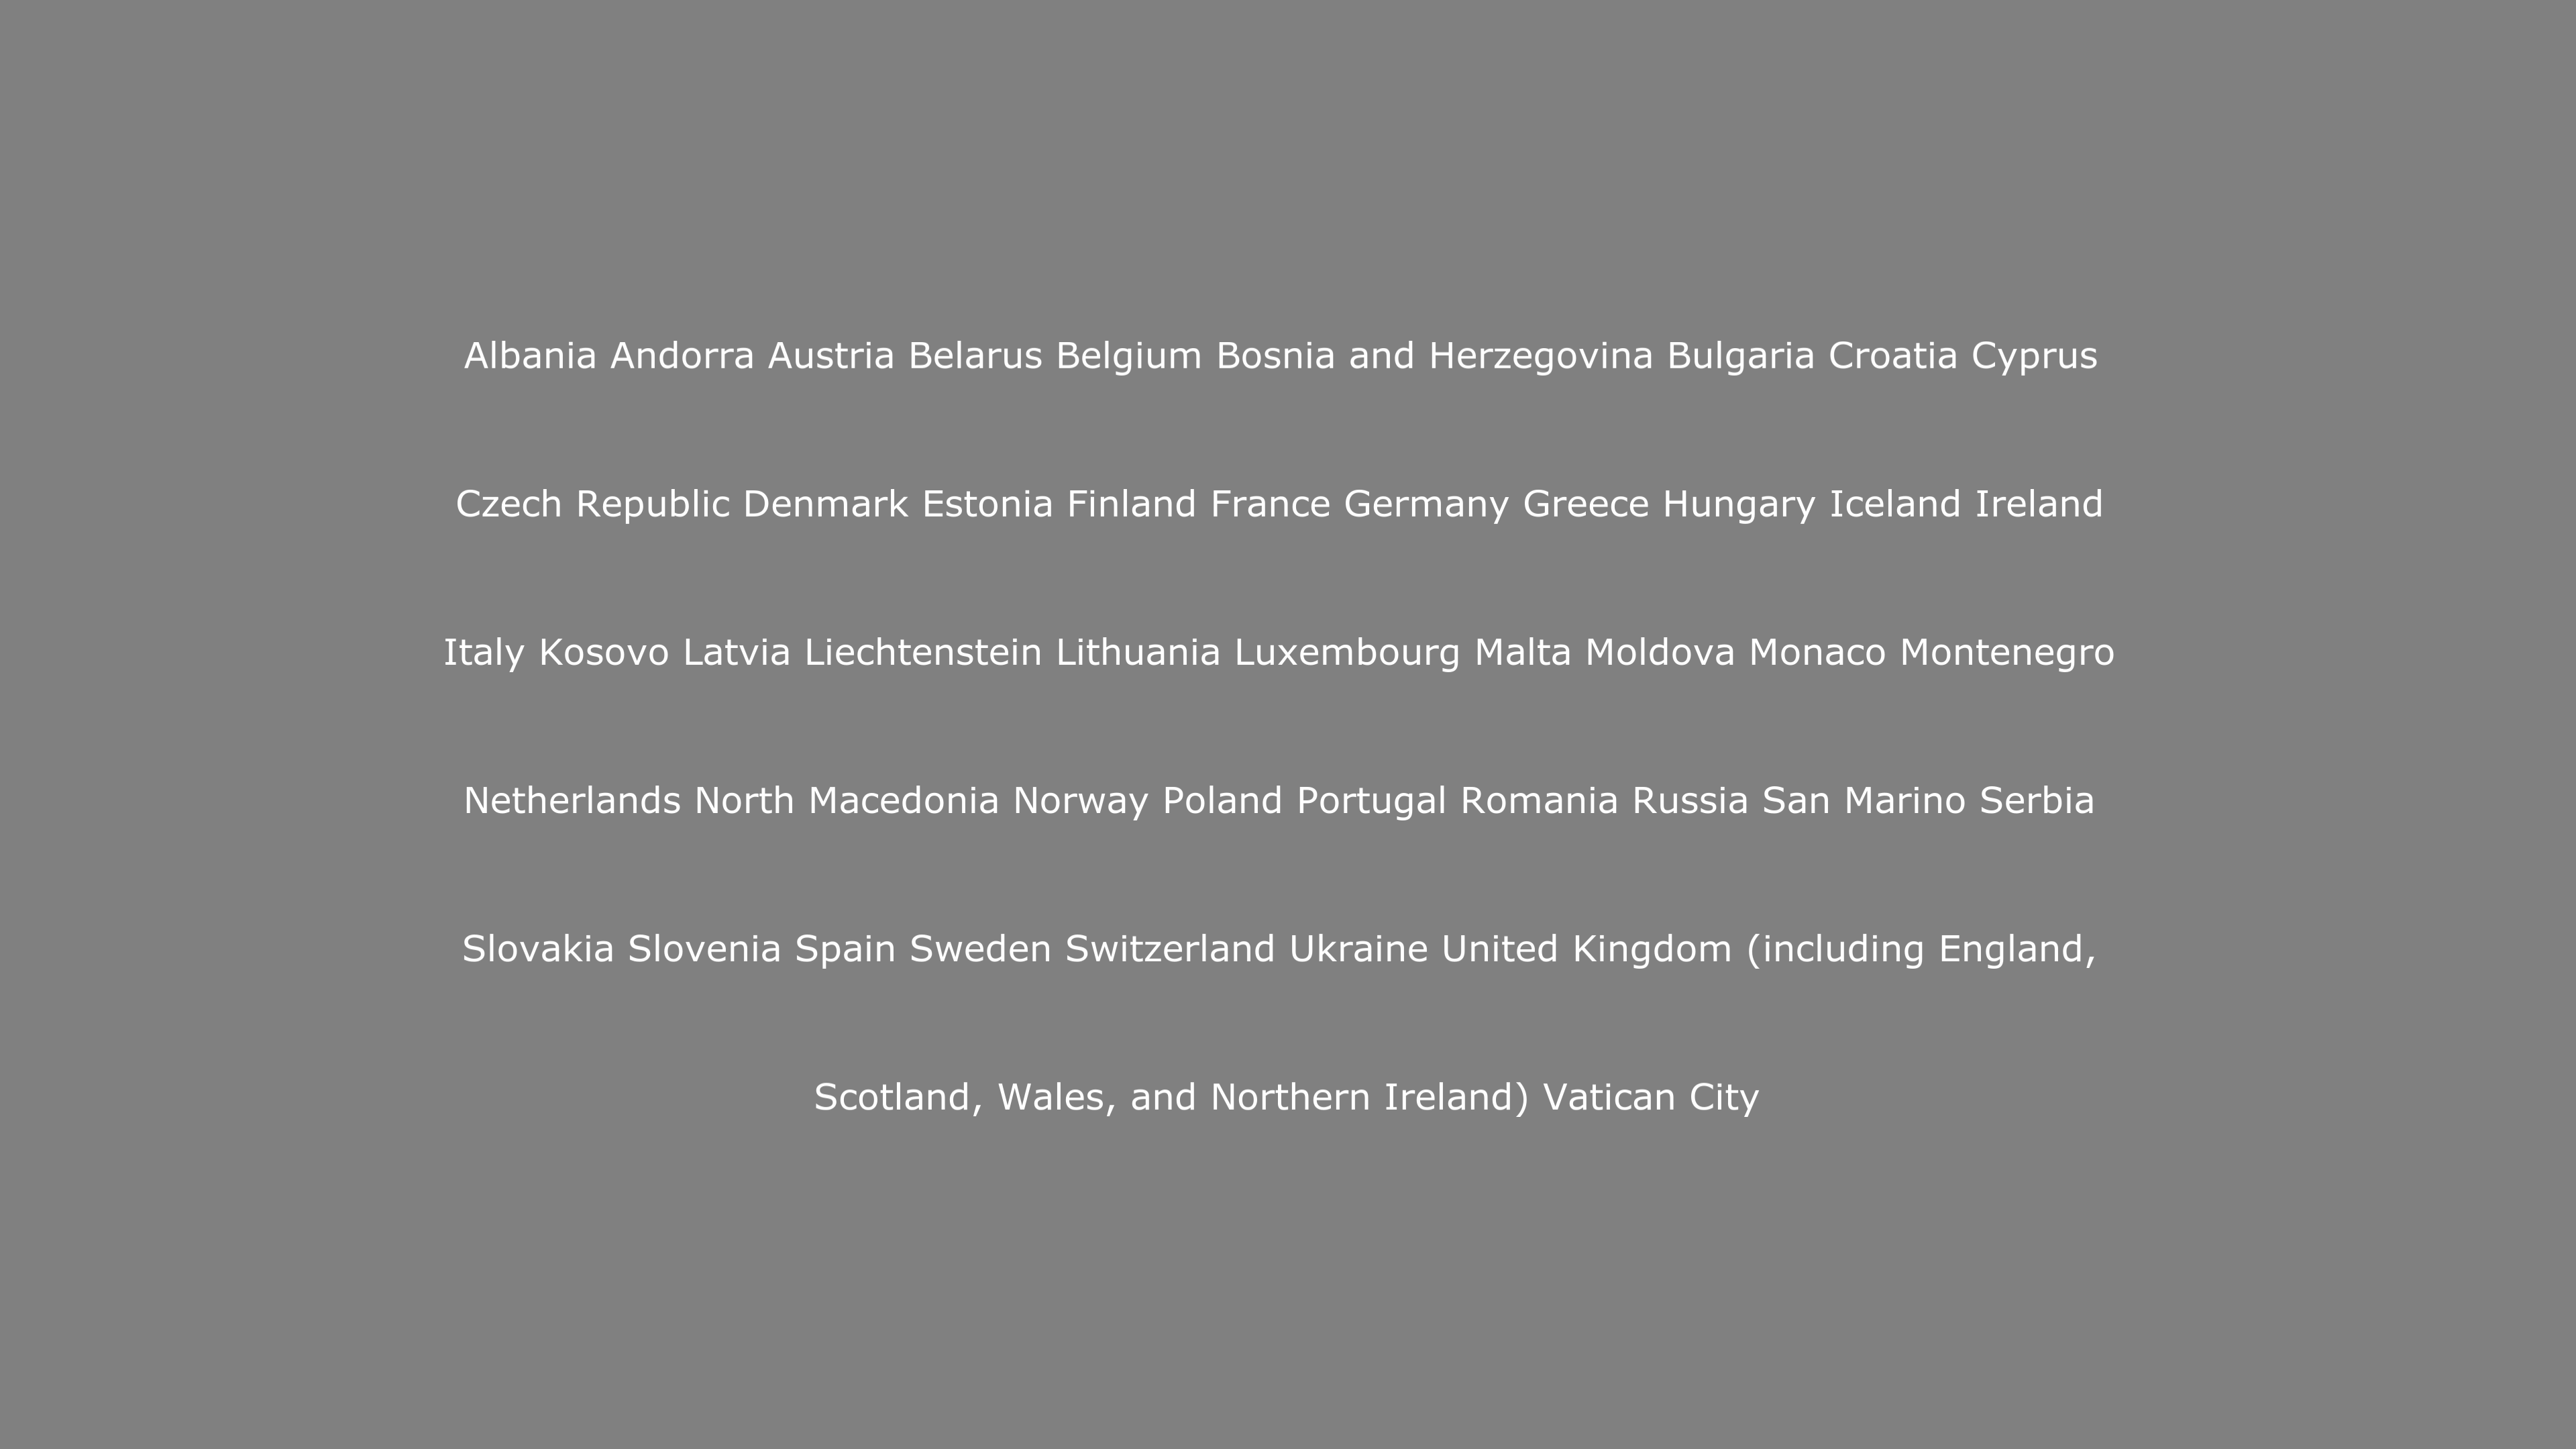 Albania Andorra Austria Belarus Belgium Bosnia and Herzegovina Bulgaria Croatia Cyprus
Czech Republic Denmark Estonia Finland France Germany Greece Hungary Iceland Ireland
Italy Kosovo Latvia Liechtenstein Lithuania Luxembourg Malta Moldova Monaco Montenegro
Netherlands North Macedonia Norway Poland Portugal Romania Russia San Marino Serbia
Slovakia Slovenia Spain Sweden Switzerland Ukraine United Kingdom (including England,
Scotland, Wales, and Northern Ireland) Vatican City